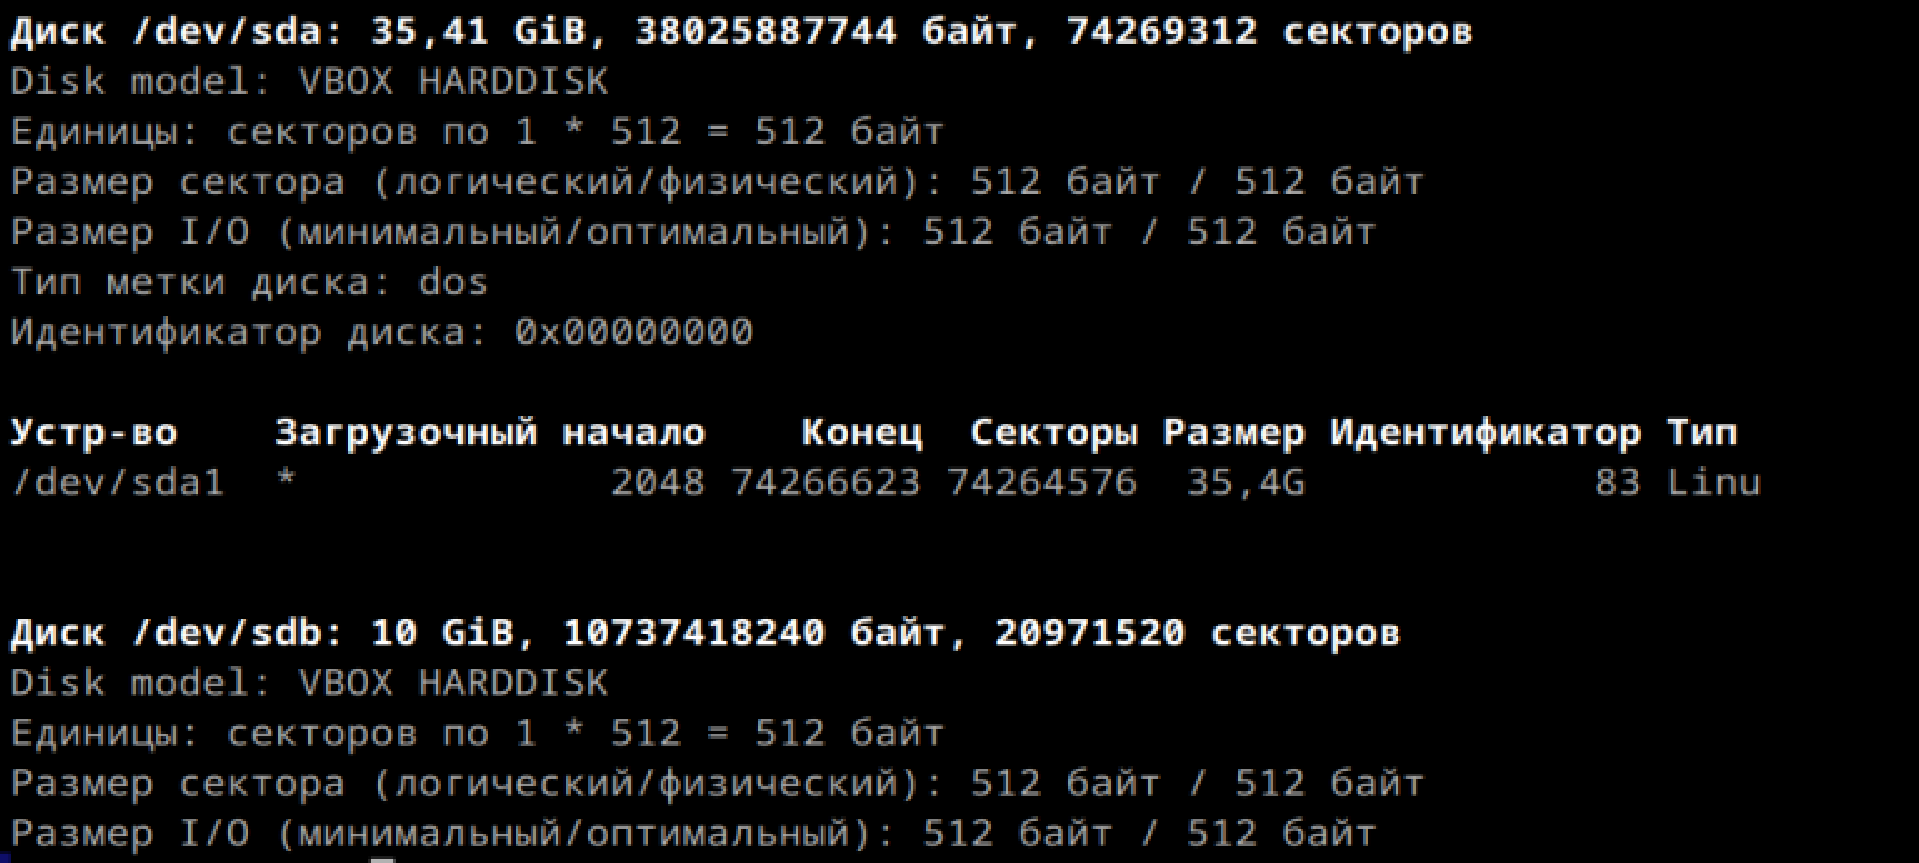 Диск /dev/sda: 35,41 GiB, 38025887744 байт, 74269312 секторов
Disk model: VBOX HARDDISK
Единицы: секторов по 1 * 512 = 512 байт
Размер сектора (логический/физический): 512 байт / 512 байт
Размер I/O (минимальный/оптимальный): 512 байт / 512 байт
Тип метки диска: dos
Идентификатор диска: 0x00000000
Устр-во Загрузочный начало Конец Секторы Размер Идентификатор Тип
/dev/sda1 * 2048 74266623 74264576 35,4G 83 Linu
Диск /dev/sdb: 10 GiB, 10737418240 байт, 20971520 секторов
Disk model: VBOX HARDDISK
Единицы: секторов по 1 * 512 = 512 байт
Размер сектора (логический/физический): 512 байт / 512 байт
Размер I/O (минимальный/оптимальный): 512 байт / 512 байт